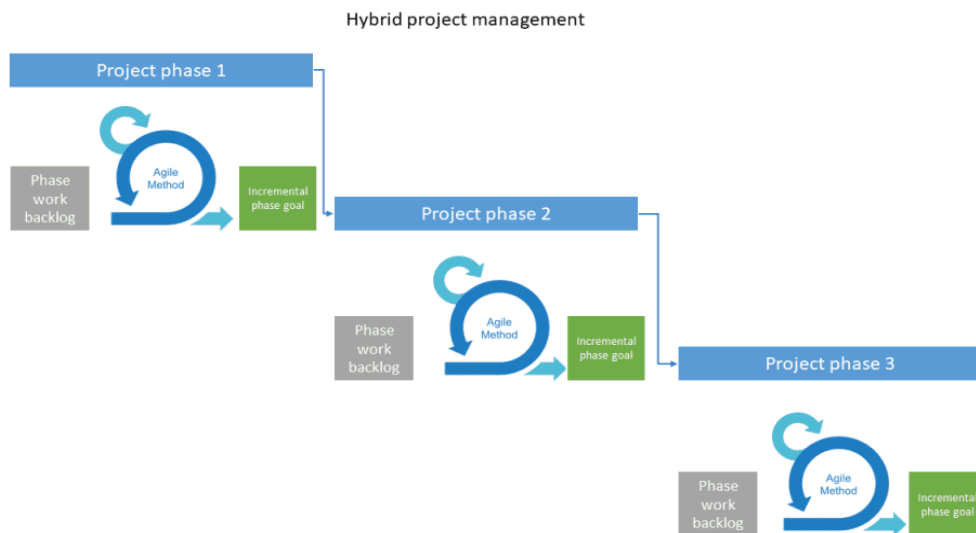 Hybrid project management
Project phase 1
Phase
work
backlog
Agile
Method
Incremental
phase goal
Project phase 2
Phase
work
backlog
Agile
Method
Incremental
phase goal
Project phase 3
Phase
work
backlog
Agile
Method
Incremental
phase goal